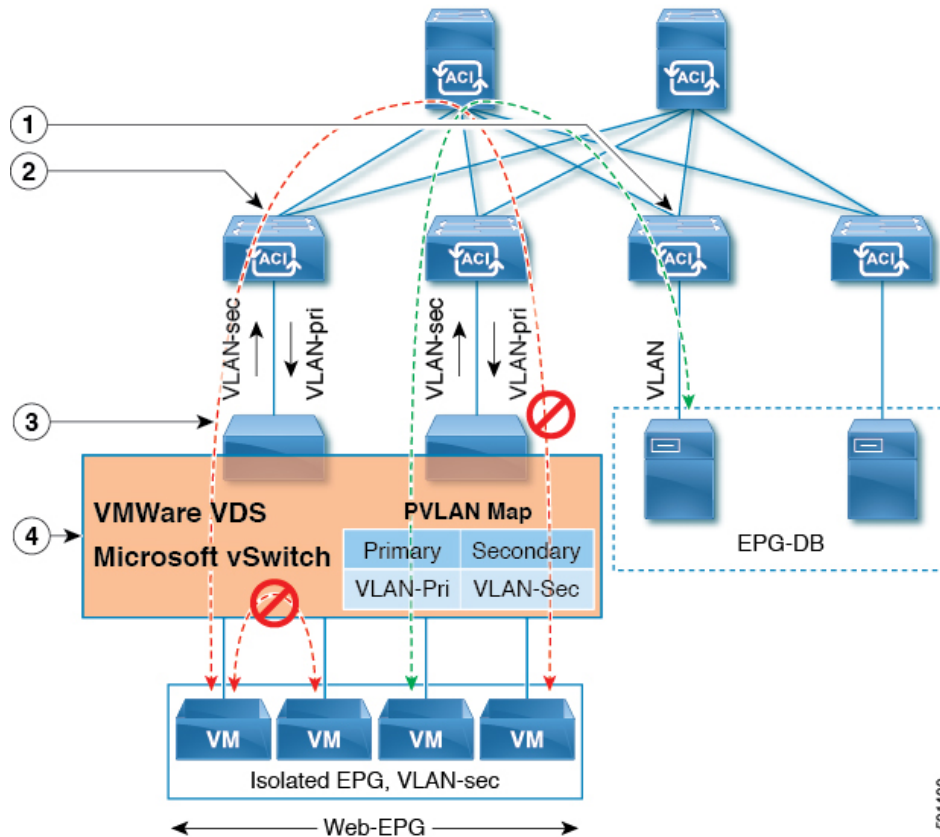 ACI
ACI
1
2
ACI
ACI
ACI
ACI
VLAN-sec
VLAN-pri
VLAN-sec
VLAN-pri
VLAN
3
4
VMWare VDS
Microsoft vSwitch
PVLAN Map
Primary Secondary
VLAN-Pri VLAN-Sec
EPG-DB
VM
VM
VM
VM
Isolated EPG, VLAN-sec
Web-EPG